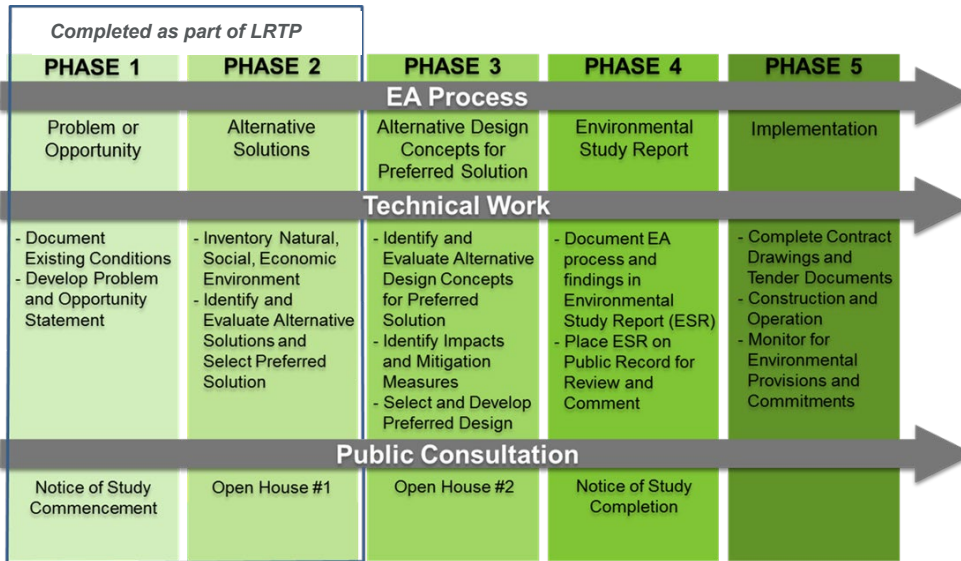 Completed as part of LRTP
PHASE 1
PHASE 2
PHASE 3
PHASE 4
PHASE 5
EA Process
Problem or
Opportunity
Alternative
Solutions
Alternative Design
Concepts for
Preferred Solution
Environmental
Study Report
Implementation
Technical Work
- Document
Existing Conditions
- Develop Problem
and Opportunity
Statement
- Inventory Natural,
Social, Economic
Environment
- Identify and
Evaluate Alternative
Solutions and
Select Preferred
Solution
- Identify and
Evaluate Alternative
Design Concepts
for Preferred
Solution
- Identify Impacts
and Mitigation
Measures
- Select and Develop
Preferred Design
- Document EA
process and
findings in
Environmental
Study Report (ESR)
- Place ESR on
Public Record for
Review and
Comment
- Complete Contract
Drawings and
Tender Documents
- Construction and
Operation
- Monitor for
Environmental
Provisions and
Commitments
Public Consultation
Notice of Study
Commencement
Open House #1
Open House #2
Notice of Study
Completion